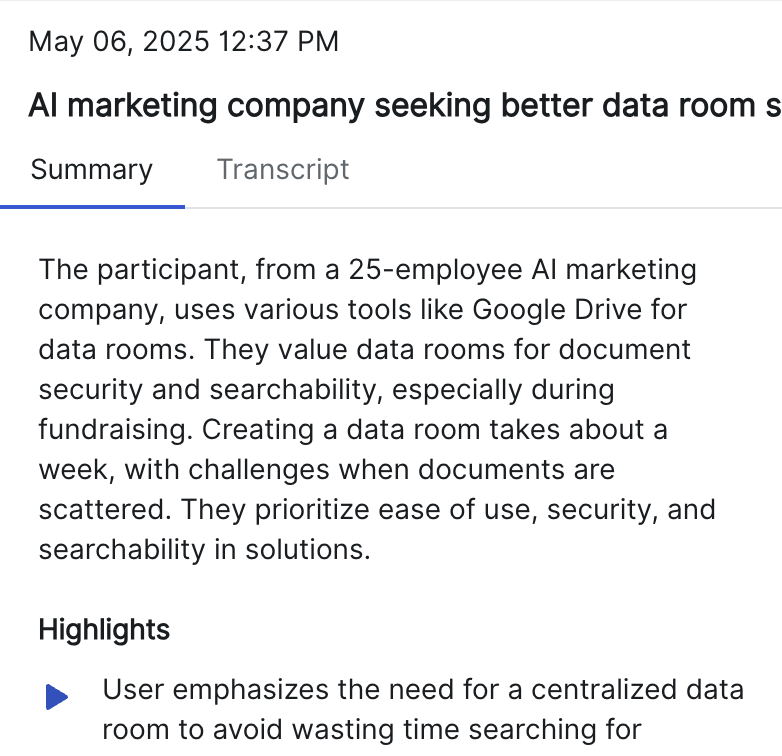 May 06, 2025 12:37 PM
AI marketing company seeking better data room s
Summary
Transcript
The participant, from a 25-employee AI marketing
company, uses various tools like Google Drive for
data rooms. They value data rooms for document
security and searchability, especially during
fundraising. Creating a data room takes about a
week, with challenges when documents are
scattered. They prioritize ease of use, security, and
searchability in solutions.
Highlights
User emphasizes the need for a centralized data
room to avoid wasting time searching for